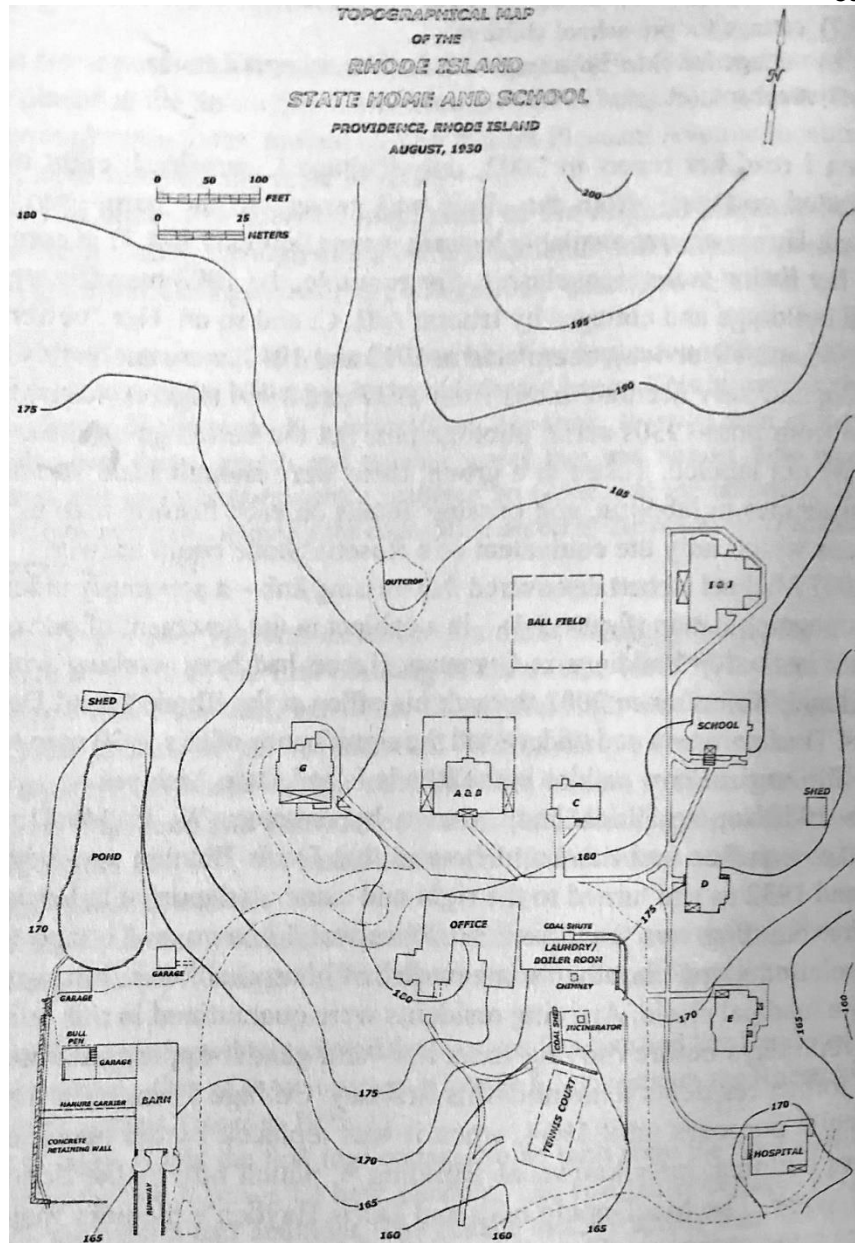 TOPOGRAPHICAL MAP
OF THE
RHODE ISLAND
STATE HOME AND SCHOOL
PROVIDENCE, RHODE ISLAND
AUGUST, 1930
N
0 50 100
FEET
0 25
METERS
180
200
195
190
175
185
OUTCROP
BALL FIELD
I & J
SHED
SCHOOL
G
A & B
C
SHED
POND
180
D
175
170
OFFICE
COAL SHUTE
LAUNDRY/
BOILER ROOM
CHIMNEY
GARAGE
GARAGE
180
170
E
165
COAL SHED
INCINERATOR
BULL
PEN
GARAGE
MANURE CARRIER
BARN
175
TENNIS COURT
170
CONCRETE
RETAINING WALL
170
HOSPITAL
165
RUNWAY
165
160
160
165